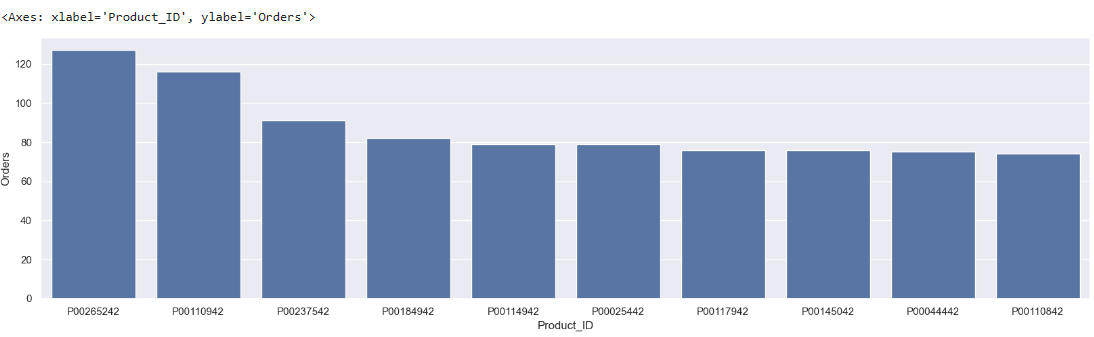 <Axes: xlabel='Product_ID', ylabel='Orders'>
120
100
80
60
40
20
0
Orders
P00265242 P00110942 P00237542 P00184942 P00114942 P00025442 P00117942 P00145042 P00044442 P00110842
Product_ID